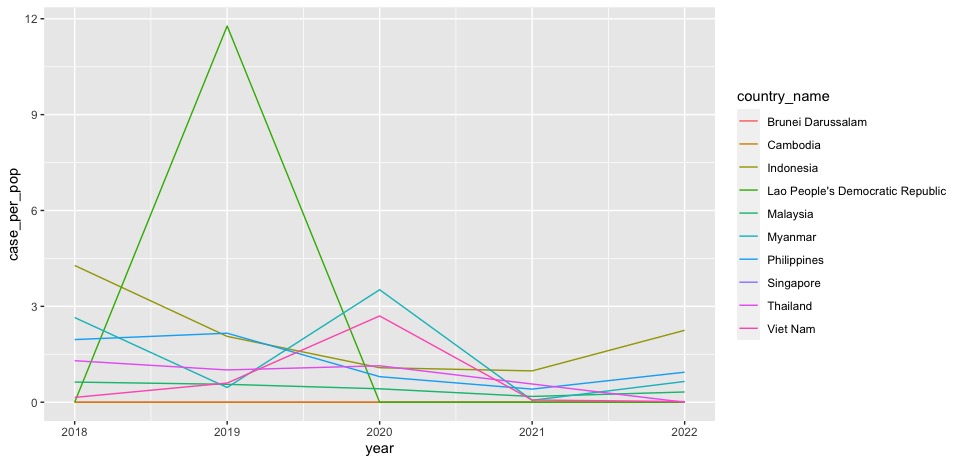 12
9
6
3
0
case_per_pop
2018 2019 2020 2021 2022
year
country_name
Brunei Darussalam
Cambodia
Indonesia
Lao People's Democratic Republic
Malaysia
Myanmar
Philippines
Singapore
Thailand
Viet Nam